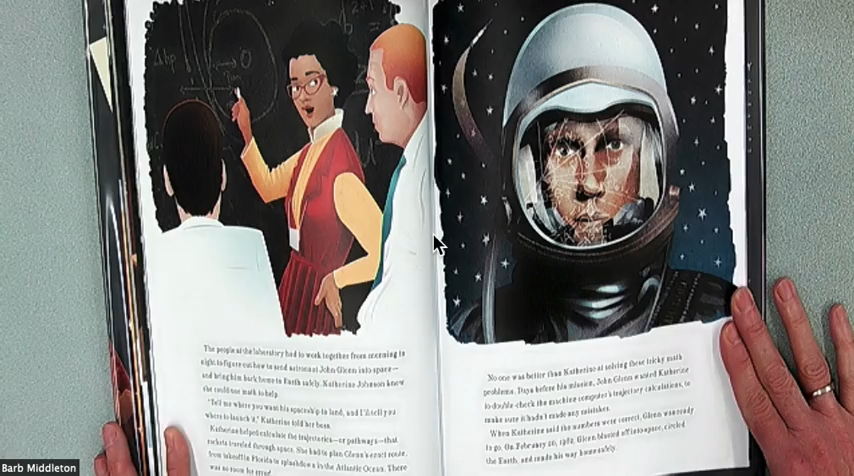 The people at the laboratory had to work together from morning to
night to figure out how to send astronaut John Glenn into space—
and bring him back home to Earth safely. Katherine Johnson knew
she could use math to help.
"Tell me where you want his spaceship to land, and I'll tell you
where to launch it," Katherine told her boss.
Katherine helped calculate the trajectories—or pathways—that
rockets traveled through space. She had to plan Glenn's exact route,
from takeoff in Florida to splashdown in the Atlantic Ocean. There
was no room for error!
No one was better than Katherine at solving these tricky math
problems. Days before his mission, John Glenn wanted Katherine
to double-check the machine computer's trajectory calculations, to
make sure it hadn't made any mistakes.
When Katherine said the numbers were correct, Glenn was ready
to go. On February 20, 1962, Glenn blasted off into space, circled
the Earth, and made his way home safely.
Barb Middleton